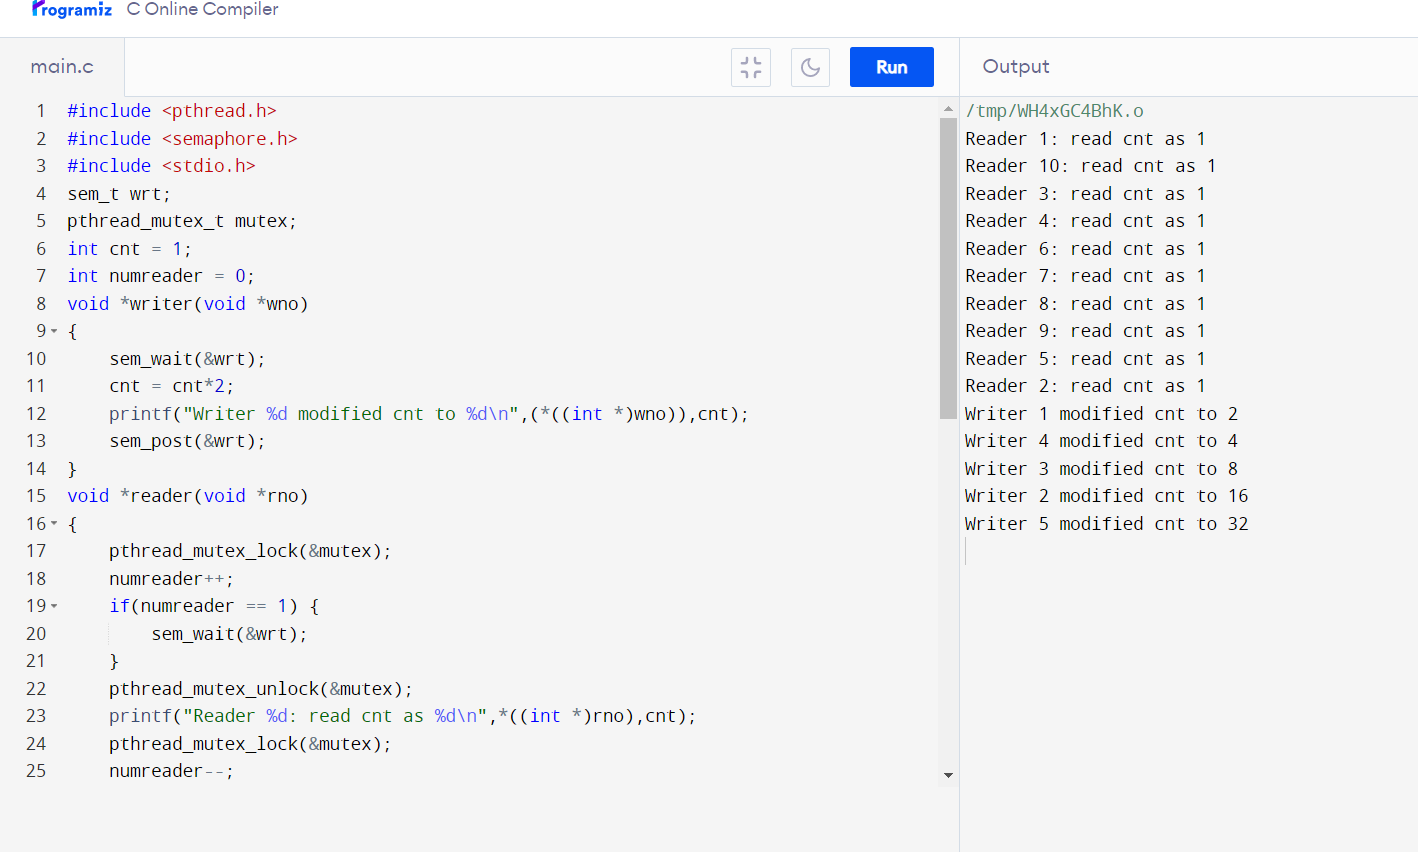 Programiz C Online Compiler
main.c
Run
Output
1 #include <pthread.h>
2 #include <semaphore.h>
3 #include <stdio.h>
4 sem_t wrt;
5 pthread_mutex_t mutex;
6 int cnt = 1;
7 int numreader = 0;
8 void *writer(void *wno)
9 {
10     sem_wait(&wrt);
11     cnt = cnt*2;
12     printf("Writer %d modified cnt to %d\n",(*((int *)wno)),cnt);
13     sem_post(&wrt);
14 }
15 void *reader(void *rno)
16 {
17     pthread_mutex_lock(&mutex);
18     numreader++;
19     if(numreader == 1) {
20         sem_wait(&wrt);
21     }
22     pthread_mutex_unlock(&mutex);
23     printf("Reader %d: read cnt as %d\n",*((int *)rno),cnt);
24     pthread_mutex_lock(&mutex);
25     numreader--;
/tmp/WH4xGC4BhK.o
Reader 1: read cnt as 1
Reader 10: read cnt as 1
Reader 3: read cnt as 1
Reader 4: read cnt as 1
Reader 6: read cnt as 1
Reader 7: read cnt as 1
Reader 8: read cnt as 1
Reader 9: read cnt as 1
Reader 5: read cnt as 1
Reader 2: read cnt as 1
Writer 1 modified cnt to 2
Writer 4 modified cnt to 4
Writer 3 modified cnt to 8
Writer 2 modified cnt to 16
Writer 5 modified cnt to 32